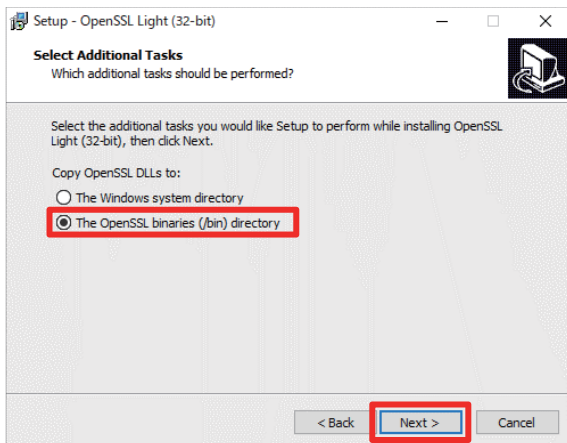 Setup - OpenSSL Light (32-bit)
Select Additional Tasks
Which additional tasks should be performed?
Select the additional tasks you would like Setup to perform while installing OpenSSL
Light (32-bit), then click Next.
Copy OpenSSL DLLs to:
The Windows system directory
The OpenSSL binaries (/bin) directory
< Back Next > Cancel